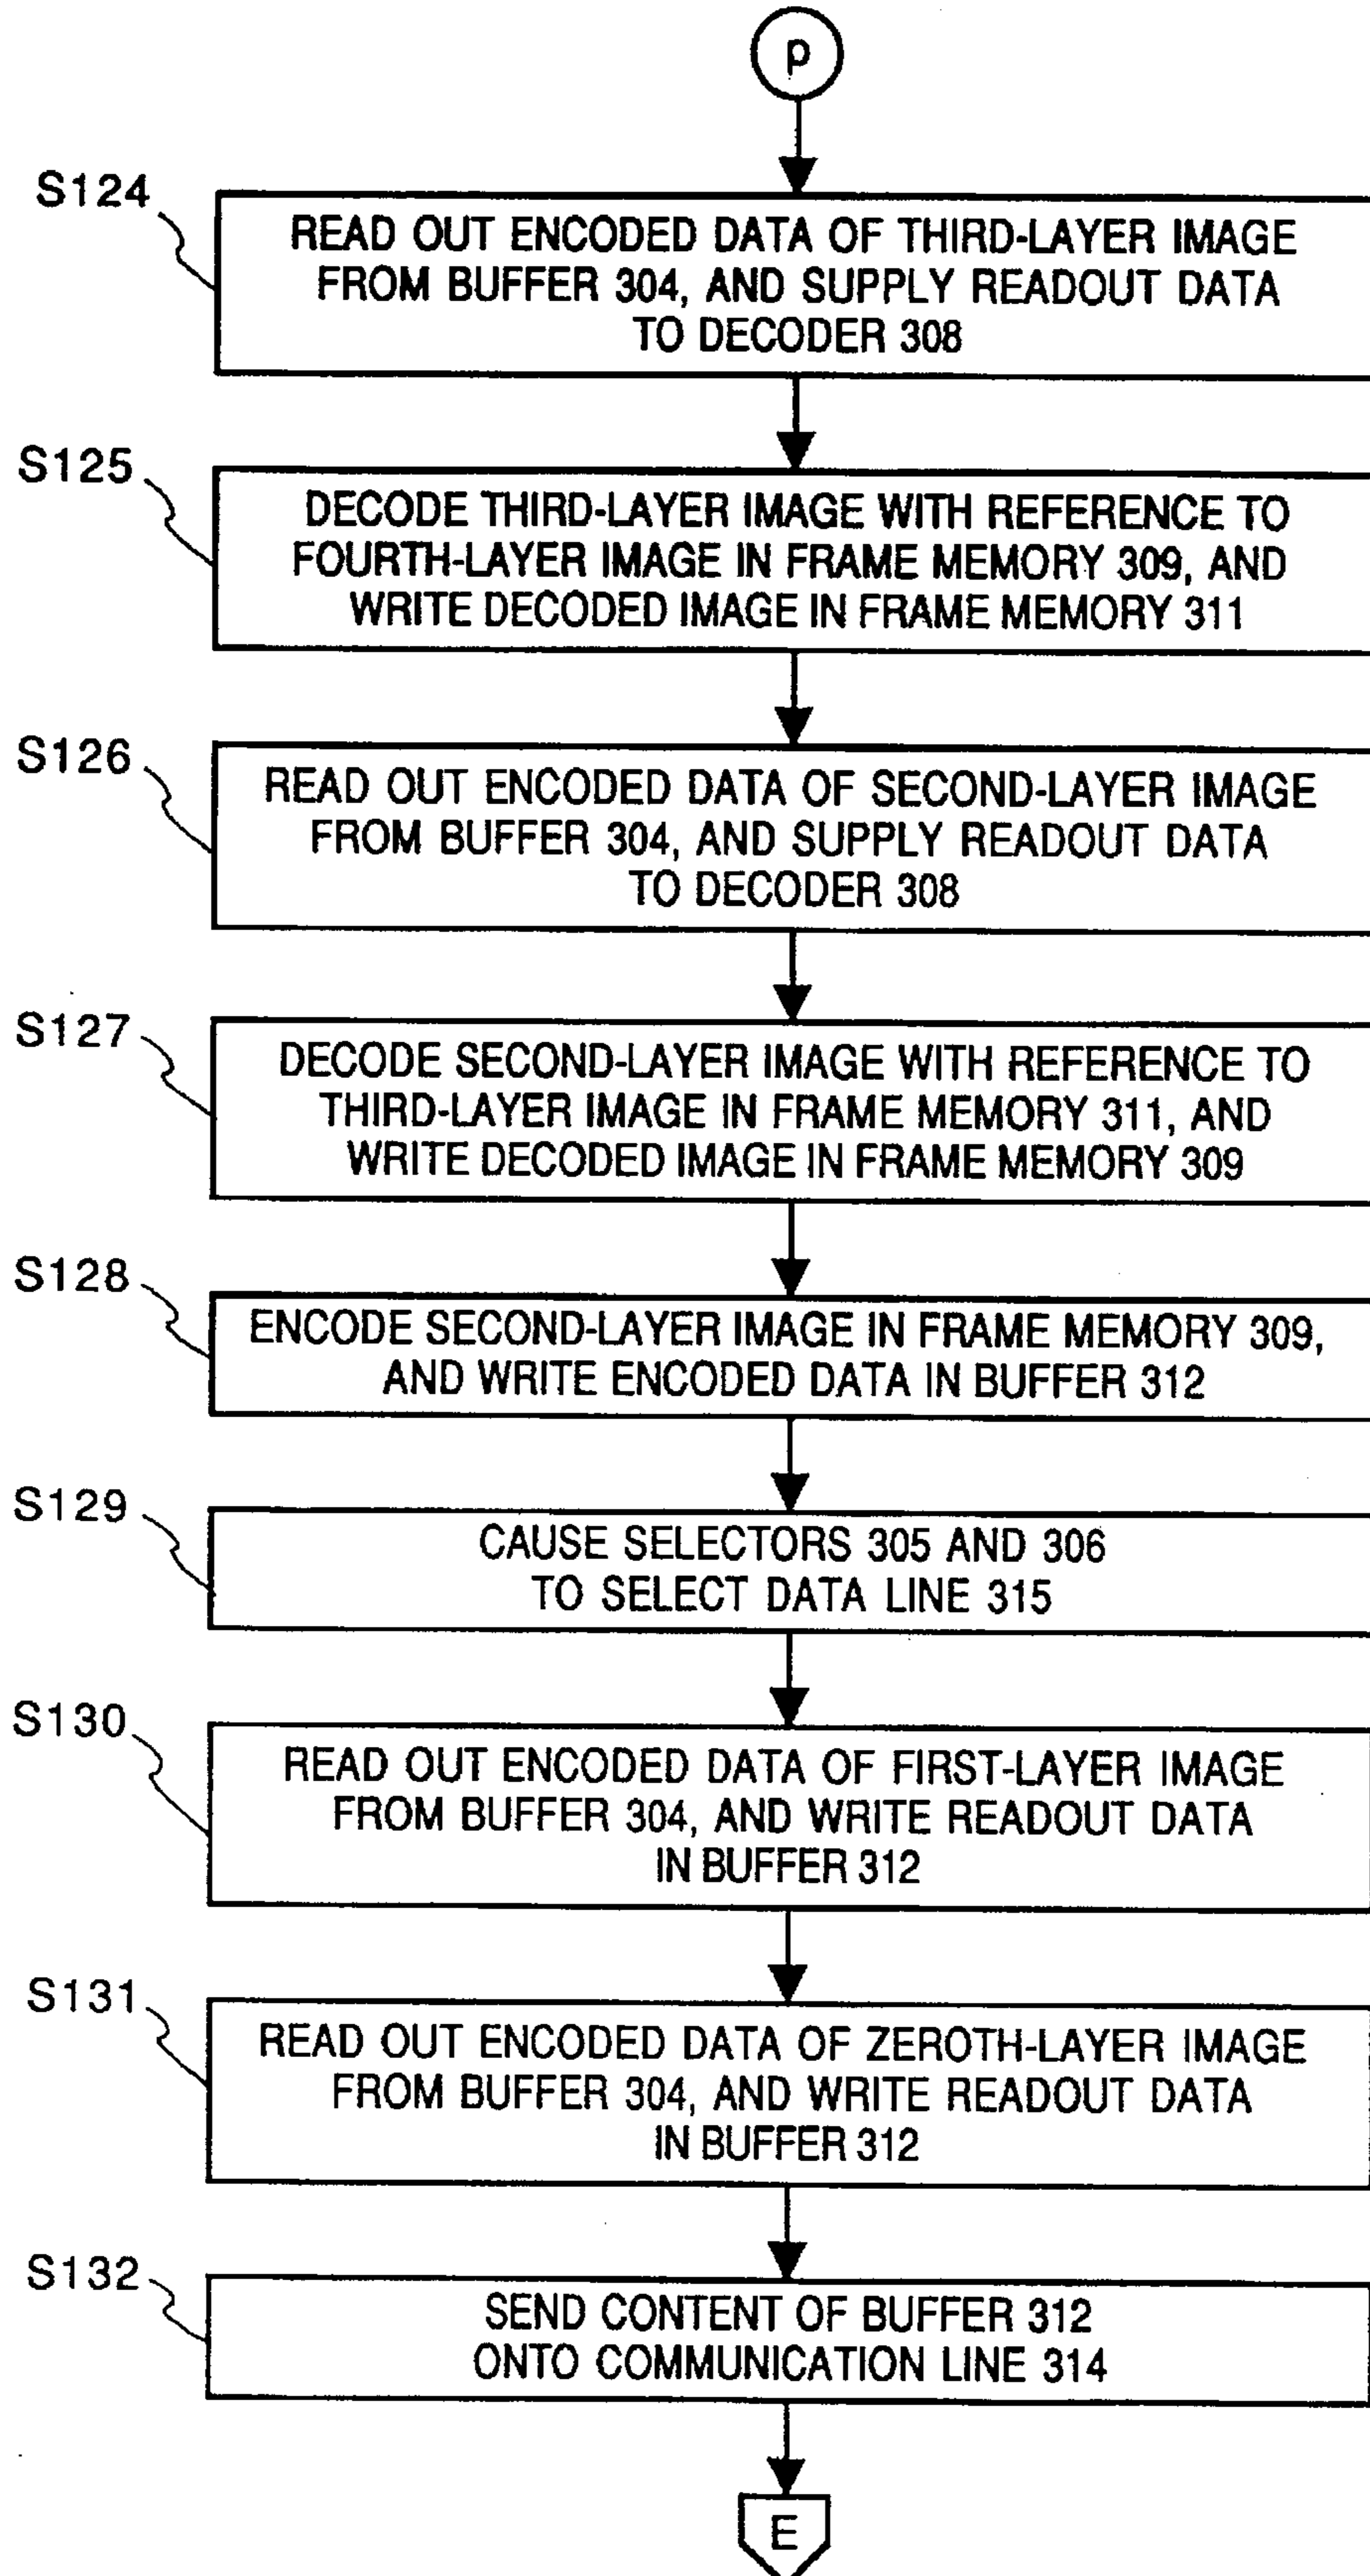 p
S124
READ OUT ENCODED DATA OF THIRD-LAYER IMAGE
FROM BUFFER 304, AND SUPPLY READOUT DATA
TO DECODER 308
S125
DECODE THIRD-LAYER IMAGE WITH REFERENCE TO
FOURTH-LAYER IMAGE IN FRAME MEMORY 309, AND
WRITE DECODED IMAGE IN FRAME MEMORY 311
S126
READ OUT ENCODED DATA OF SECOND-LAYER IMAGE
FROM BUFFER 304, AND SUPPLY READOUT DATA
TO DECODER 308
S127
DECODE SECOND-LAYER IMAGE WITH REFERENCE TO
THIRD-LAYER IMAGE IN FRAME MEMORY 311, AND
WRITE DECODED IMAGE IN FRAME MEMORY 309
S128
ENCODE SECOND-LAYER IMAGE IN FRAME MEMORY 309,
AND WRITE ENCODED DATA IN BUFFER 312
S129
CAUSE SELECTORS 305 AND 306
TO SELECT DATA LINE 315
S130
READ OUT ENCODED DATA OF FIRST-LAYER IMAGE
FROM BUFFER 304, AND WRITE READOUT DATA
IN BUFFER 312
S131
READ OUT ENCODED DATA OF ZEROTH-LAYER IMAGE
FROM BUFFER 304, AND WRITE READOUT DATA
IN BUFFER 312
S132
SEND CONTENT OF BUFFER 312
ONTO COMMUNICATION LINE 314
E